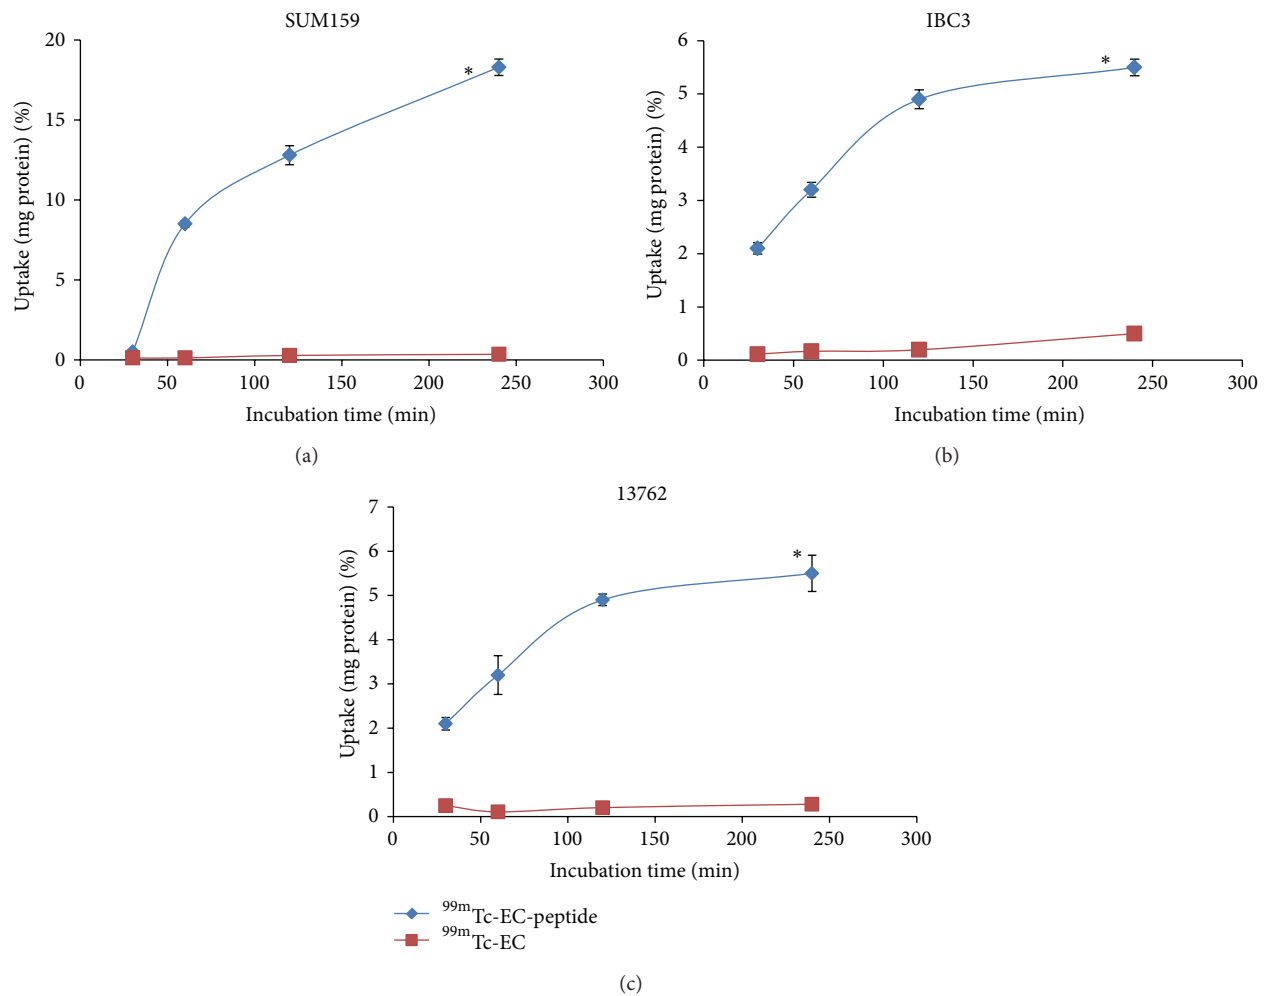 SUM159
20
15
10
5
0
Uptake (mg protein) (%)
*
0 50 100 150 200 250 300
Incubation time (min)
(a)
IBC3
6
5
4
3
2
1
0
Uptake (mg protein) (%)
*
0 50 100 150 200 250 300
Incubation time (min)
(b)
13762
7
6
5
4
3
2
1
0
Uptake (mg protein) (%)
*
0 50 100 150 200 250 300
Incubation time (min)
99mTc-EC-peptide
99mTc-EC
(c)